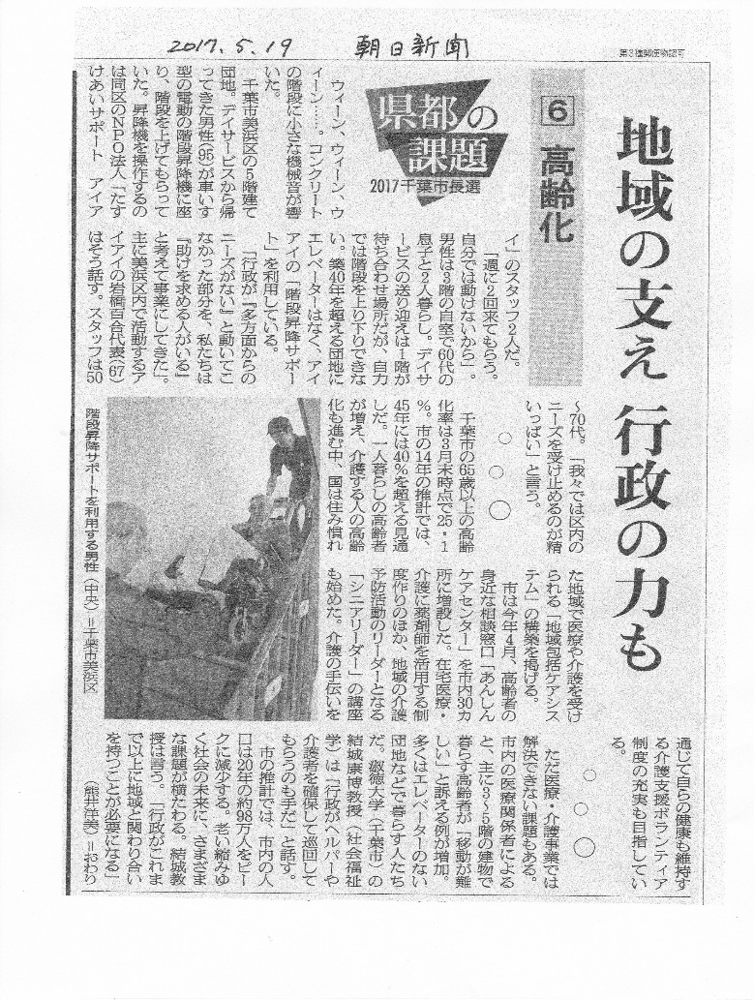 2017.5.19 朝日新聞
第3種郵便物認可
地域の支え 行政の力も
6 高齢化
県都の
課題
2017千葉市長選
ウィーン、ウィーン、ウ
ィーン……。コンクリート
の階段に小さな機械音が響
いた。
千葉市美浜区の5階建て
団地。デイサービスから帰
ってきた男性(95)が車いす
型の電動の階段昇降機に座
り、階段を上げてもらって
いた。昇降機を操作するの
は同区のNPO法人「たす
けあいサポート アイア
イ」のスタッフ2人だ。
「週に2回来てもらう。
自分では動けないから」。
男性は3階の自室で60代の
息子と2人暮らし。デイサ
ービスの送り迎えは1階が
待ち合わせ場所だが、自力
では階段を上り下りできな
い。築40年を超える団地に
エレベーターはなく、アイ
アイの「階段昇降サポー
ト」を利用している。
「行政が『多方面からの
ニーズがない』と動いてこ
なかった部分を、私たちは
『助けを求める人がいる』
と考えて事業にしてきた」。
主に美浜区内で活動するア
イアイの岩橋百合代表(67)
はそう話す。スタッフは50
～70代。「我々では区内の
ニーズを受け止めるのが精
いっぱい」と言う。
○ ○ ○
千葉市の65歳以上の高齢
化率は3月末時点で25・1
%。市の14年の推計では、
45年には40%を超える見通
しだ。一人暮らしの高齢者
が増え、介護する人の高齢
化も進む中、国は住み慣れ
た地域で医療や介護を受け
られる「地域包括ケアシス
テム」の構築を掲げる。
市は今年4月、高齢者の
身近な相談窓口「あんしん
ケアセンター」を市内30カ
所に増設した。在宅医療・
介護に薬剤師を活用する制
度作りのほか、地域の介護
予防活動のリーダーとなる
「シニアリーダー」の講座
も始めた。介護の手伝いを
通じて自らの健康も維持す
る介護支援ボランティア
制度の充実も目指してい
る。
○ ○ ○
ただ医療・介護事業では
解決できない課題もある。
市内の医療関係者による
と、主に3～5階の建物で
暮らす高齢者が「移動が難
しい」と訴える例が増加。
多くはエレベーターのない
団地などで暮らす人たち
だ。淑徳大学(千葉市)の
結城康博教授(社会福祉
学)は「行政がヘルパーや
介護者を確保して巡回して
もらうのも手だ」と話す。
市の推計では、市内の人
口は20年の約98万人をピー
クに減少する。老い縮みゆ
く社会の未来に、さまざま
な課題が横たわる。結城教
授は言う。「行政がこれま
で以上に地域と関わり合い
を持つことが必要になる」
(熊井洋美)=おわり
階段昇降サポートを利用する男性(中央)=千葉市美浜区